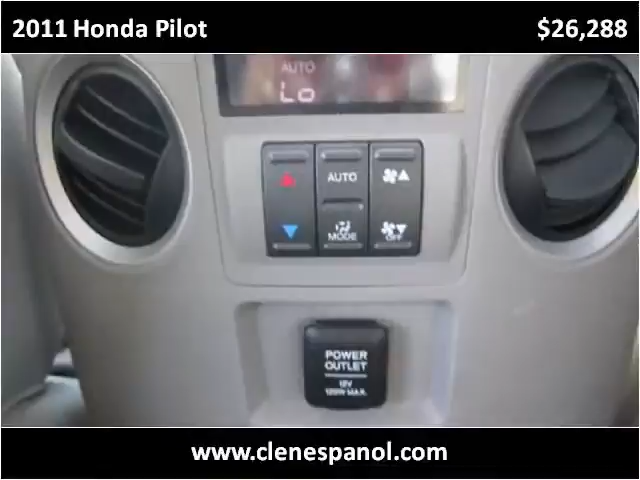 2011 Honda Pilot
$26,288
AUTO
Lo
AUTO
MODE
OFF
POWER
OUTLET
12V
120W MAX.
www.clenespanol.com